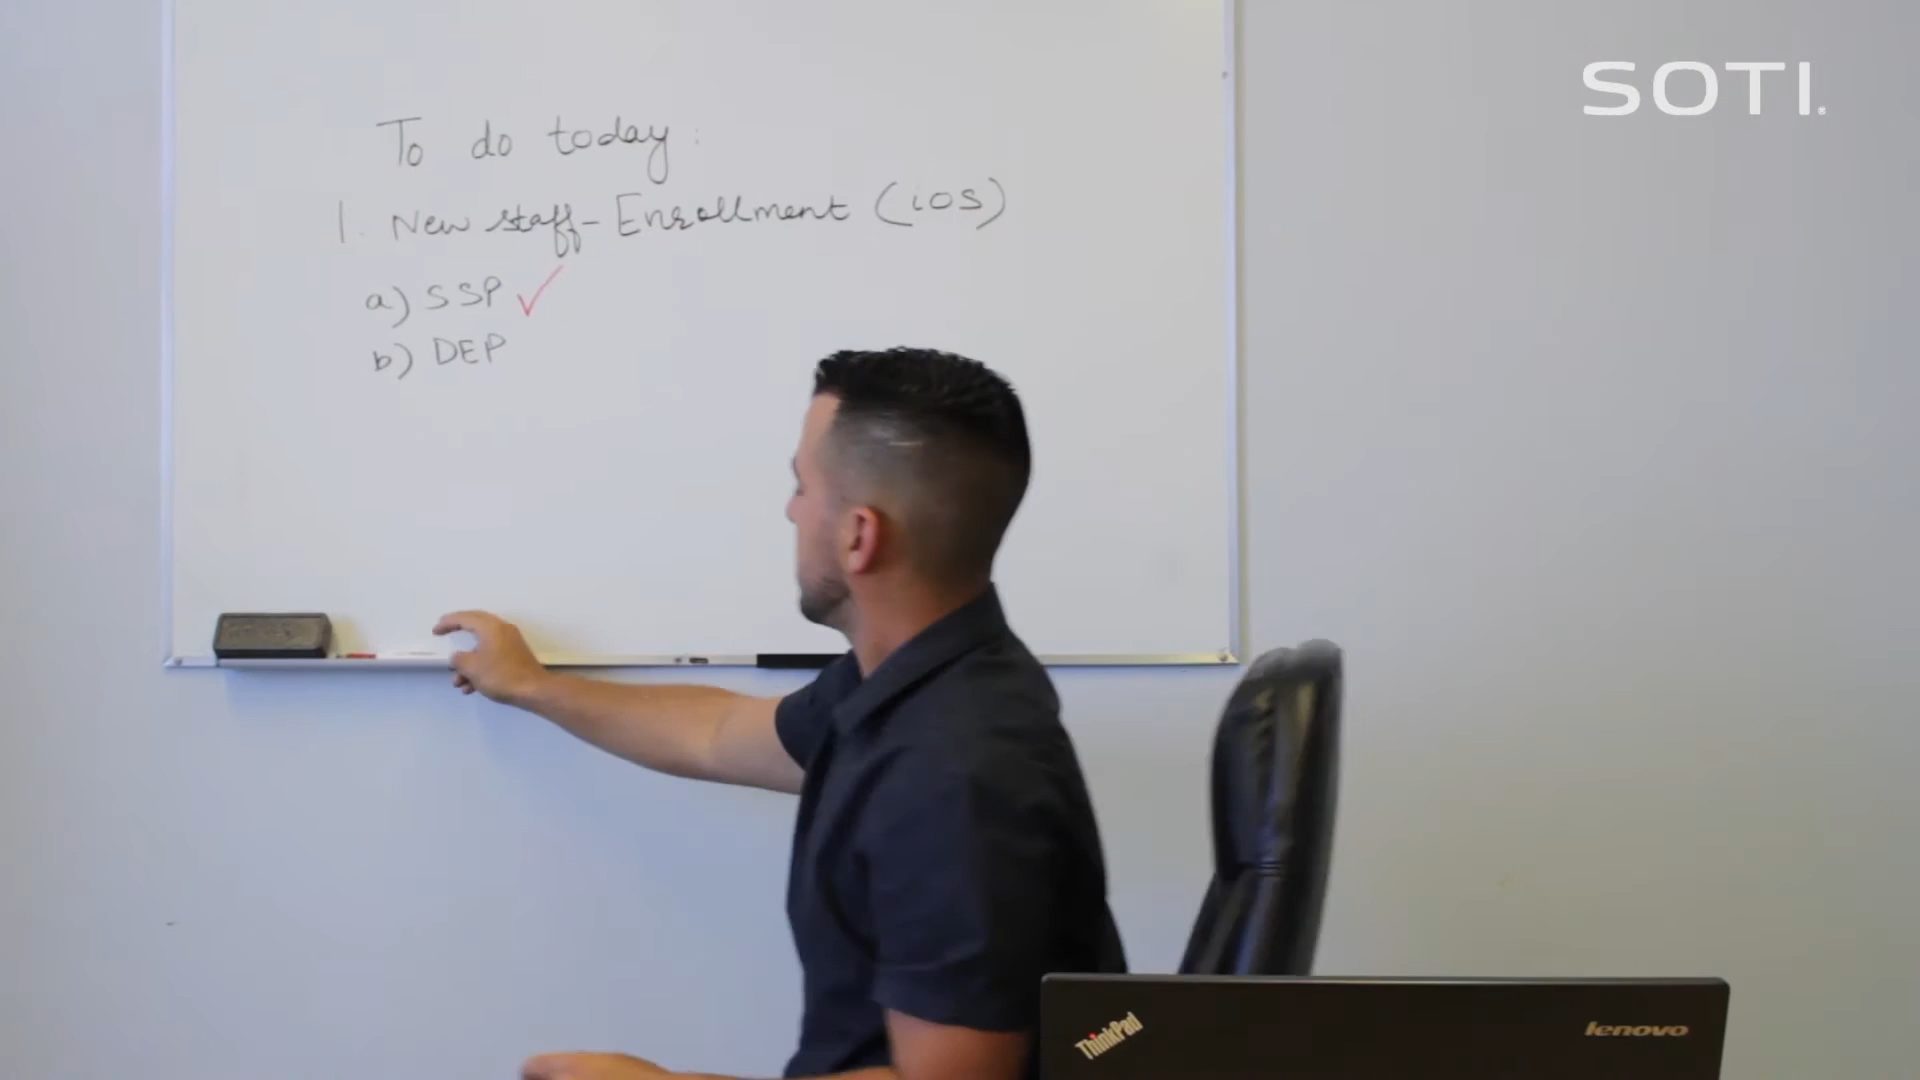 SOTI®
To do today:
1. New staff - Enrollment (iOS)
a) SSP ✓
b) DEP
ThinkPad
lenovo